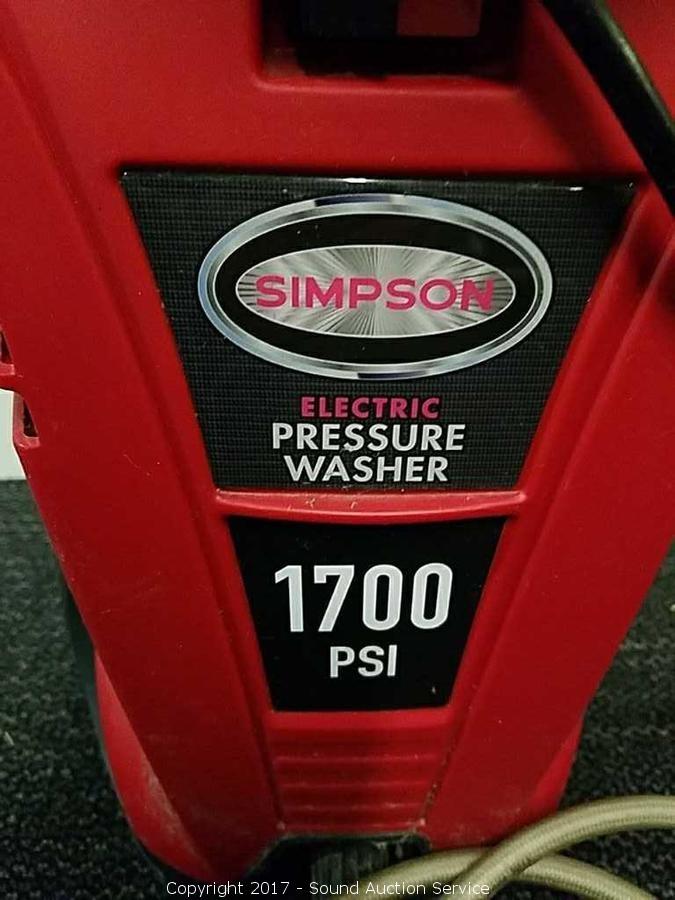 SIMPSON
ELECTRIC
PRESSURE
WASHER
1700
PSI
Copyright 2017 - Sound Auction Service